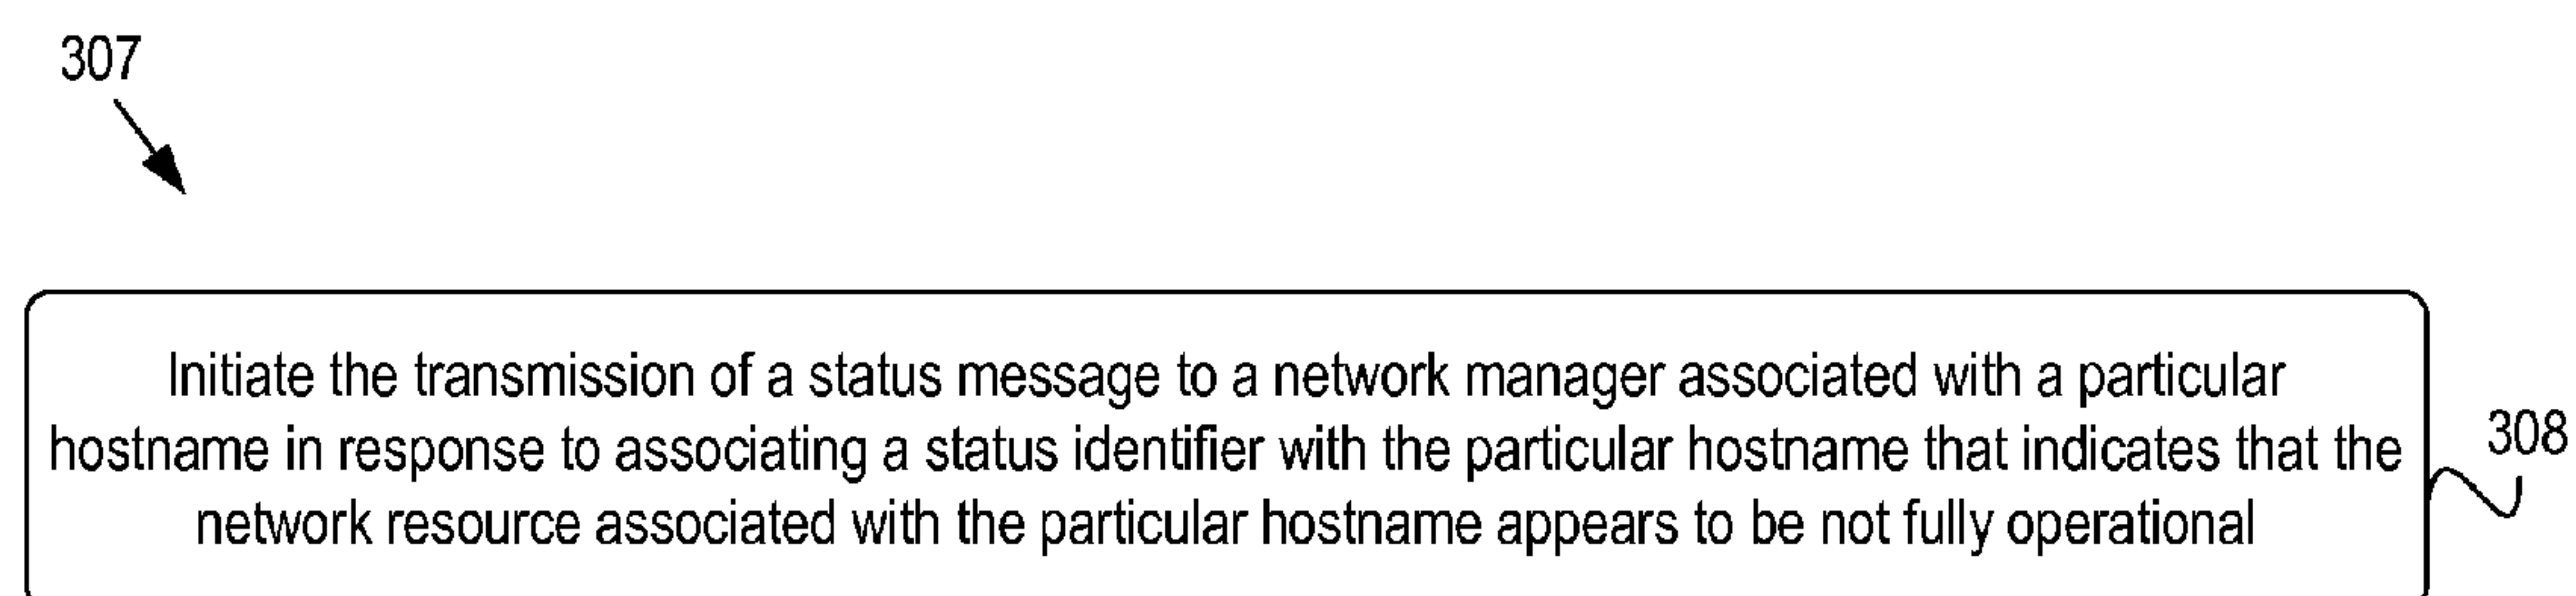 307
Initiate the transmission of a status message to a network manager associated with a particular
hostname in response to associating a status identifier with the particular hostname that indicates that the
network resource associated with the particular hostname appears to be not fully operational
308